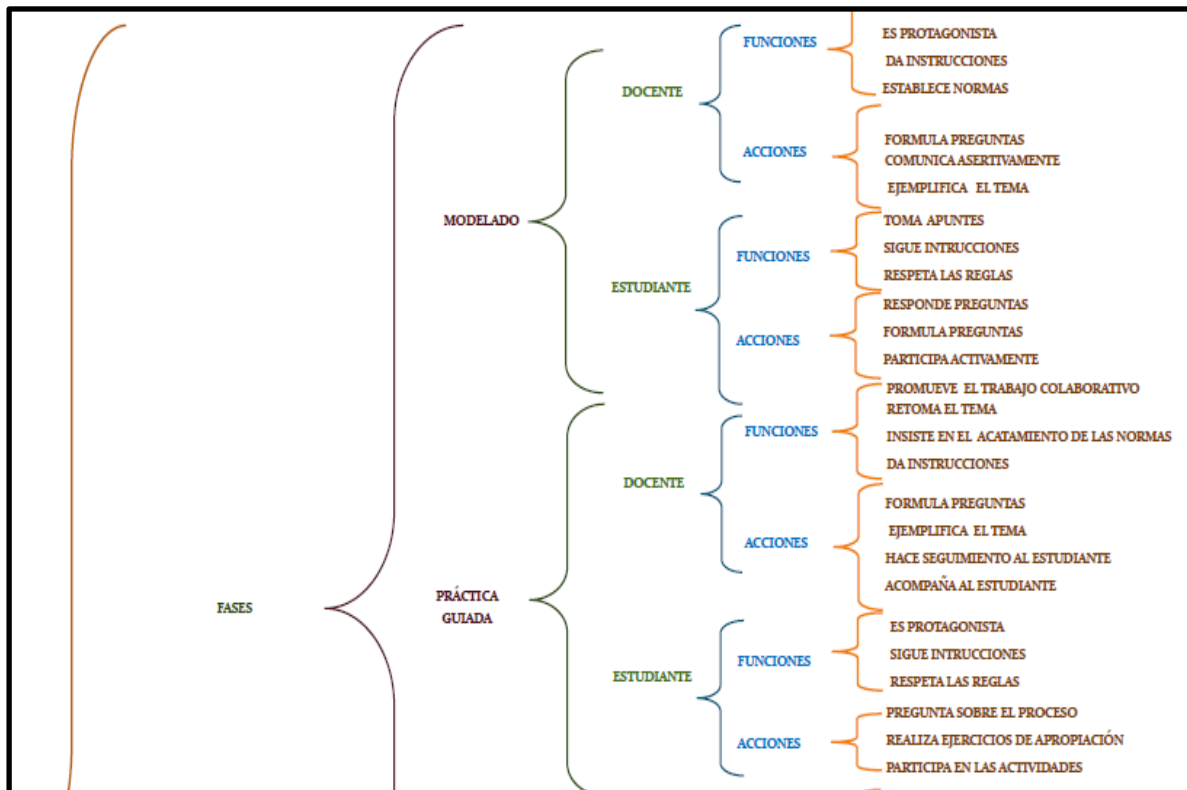 FASES
MODELADO
DOCENTE
FUNCIONES
ES PROTAGONISTA
DA INSTRUCCIONES
ESTABLECE NORMAS
ACCIONES
FORMULA PREGUNTAS
COMUNICA ASERTIVAMENTE
EJEMPLIFICA EL TEMA
ESTUDIANTE
FUNCIONES
TOMA APUNTES
SIGUE INTRUCCIONES
RESPETA LAS REGLAS
ACCIONES
RESPONDE PREGUNTAS
FORMULA PREGUNTAS
PARTICIPA ACTIVAMENTE
PRÁCTICA
GUIADA
DOCENTE
FUNCIONES
PROMUEVE EL TRABAJO COLABORATIVO
RETOMA EL TEMA
INSISTE EN EL ACATAMIENTO DE LAS NORMAS
DA INSTRUCCIONES
ACCIONES
FORMULA PREGUNTAS
EJEMPLIFICA EL TEMA
HACE SEGUIMIENTO AL ESTUDIANTE
ACOMPAÑA AL ESTUDIANTE
ESTUDIANTE
FUNCIONES
ES PROTAGONISTA
SIGUE INTRUCCIONES
RESPETA LAS REGLAS
ACCIONES
PREGUNTA SOBRE EL PROCESO
REALIZA EJERCICIOS DE APROPIACIÓN
PARTICIPA EN LAS ACTIVIDADES